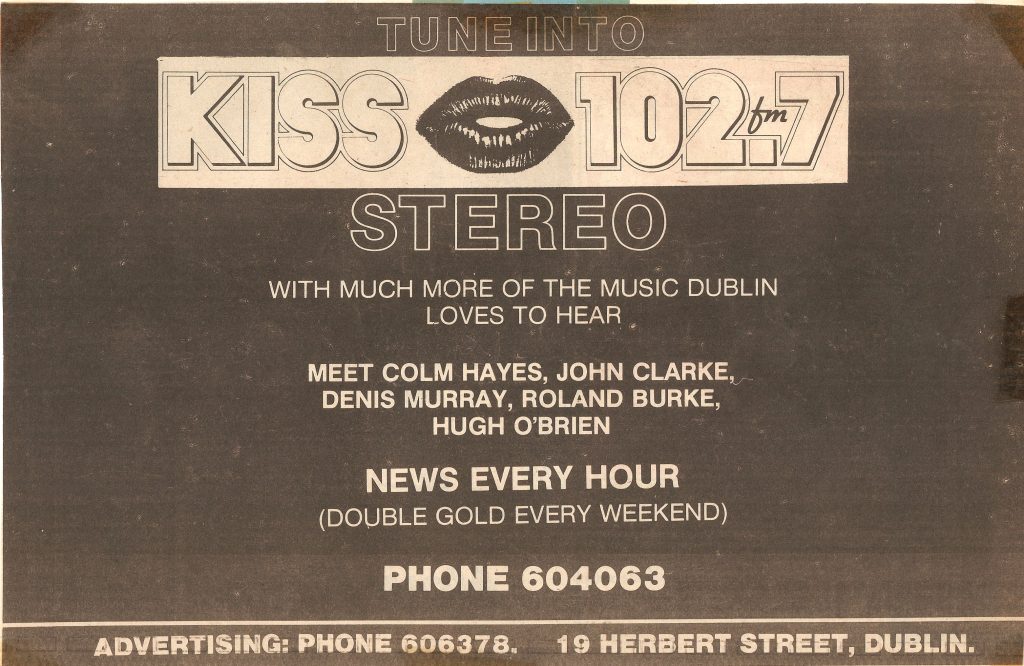 TUNE INTO
KISS 102.7 fm
STEREO
WITH MUCH MORE OF THE MUSIC DUBLIN
LOVES TO HEAR
MEET COLM HAYES, JOHN CLARKE,
DENIS MURRAY, ROLAND BURKE,
HUGH O'BRIEN
NEWS EVERY HOUR
(DOUBLE GOLD EVERY WEEKEND)
PHONE 604063
ADVERTISING: PHONE 606378. 19 HERBERT STREET, DUBLIN.